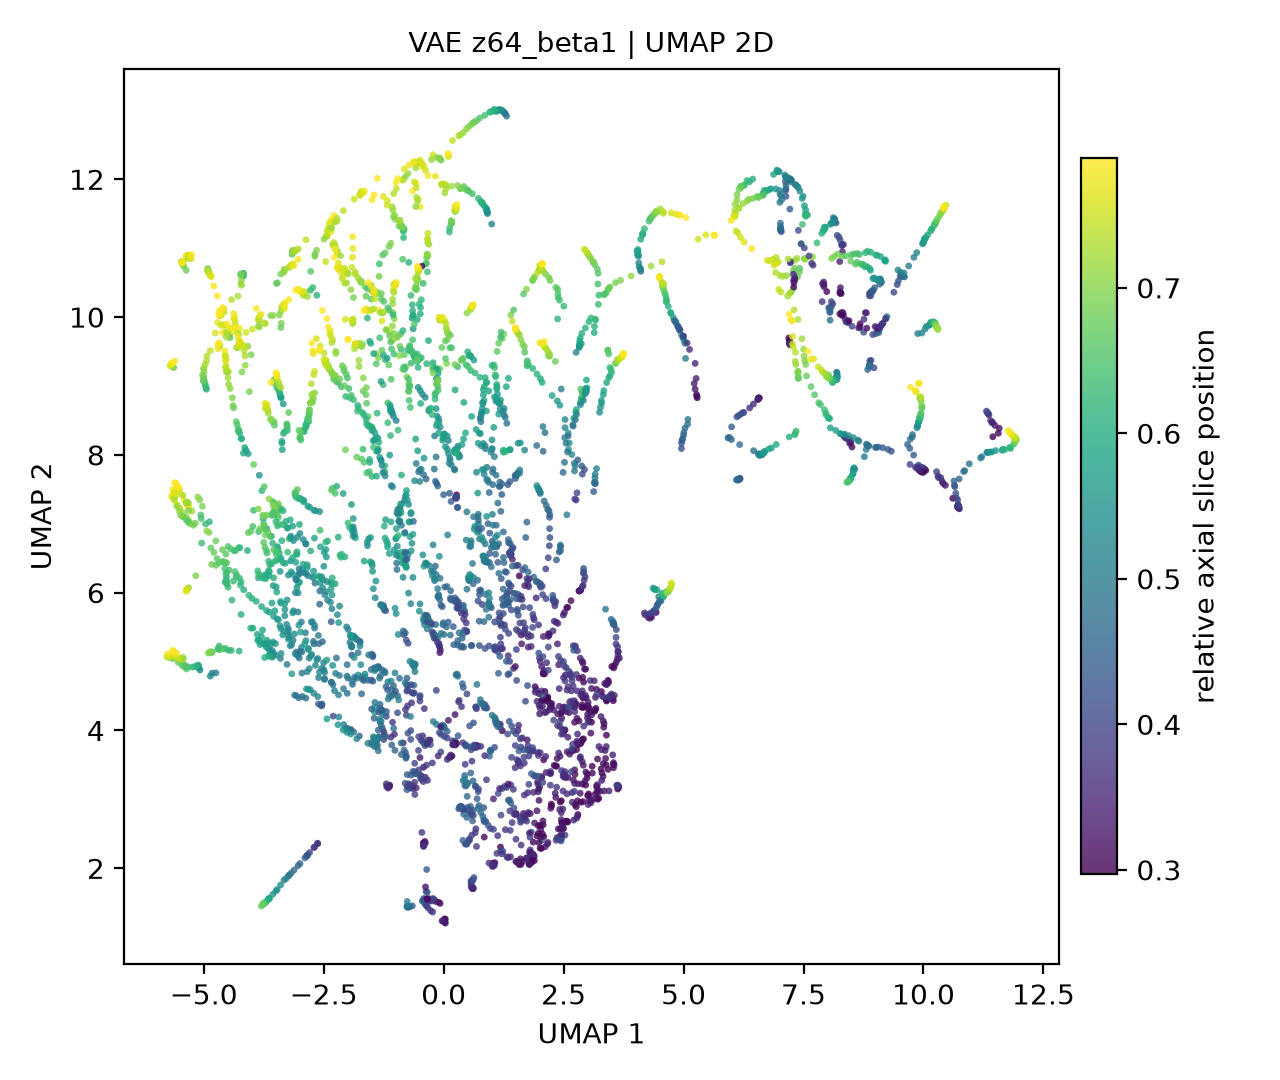 VAE z64_beta1 | UMAP 2D
12
10
8
6
4
2
UMAP 2
−5.0 −2.5 0.0 2.5 5.0 7.5 10.0 12.5
UMAP 1
0.7
0.6
0.5
0.4
0.3
relative axial slice position